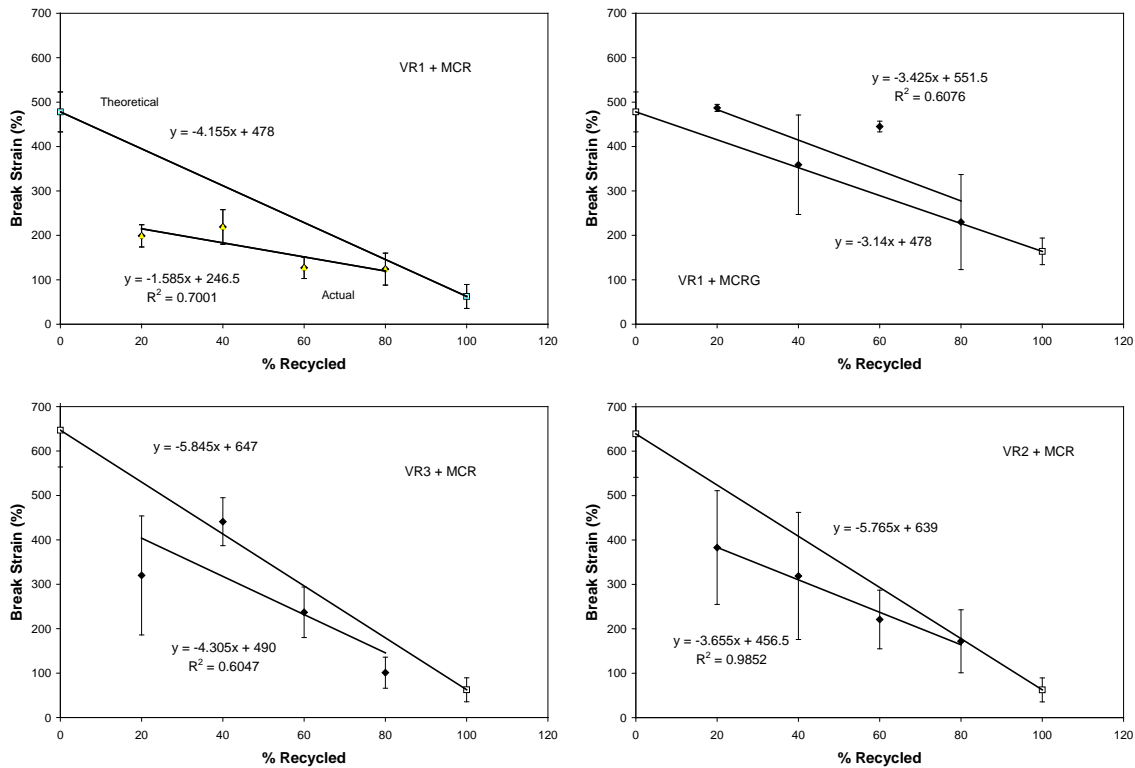 700
600
500
400
300
200
100
0
Break Strain (%)
VR1 + MCR
Theoretical
y = -4.155x + 478
y = -1.585x + 246.5
R² = 0.7001
Actual
0 20 40 60 80 100 120
% Recycled
700
600
500
400
300
200
100
0
Break Strain (%)
y = -3.425x + 551.5
R² = 0.6076
y = -3.14x + 478
VR1 + MCRG
0 20 40 60 80 100 120
% Recycled
700
600
500
400
300
200
100
0
Break Strain (%)
y = -5.845x + 647
VR3 + MCR
y = -4.305x + 490
R² = 0.6047
0 20 40 60 80 100 120
% Recycled
700
600
500
400
300
200
100
0
Break Strain (%)
VR2 + MCR
y = -5.765x + 639
y = -3.655x + 456.5
R² = 0.9852
0 20 40 60 80 100 120
% Recycled